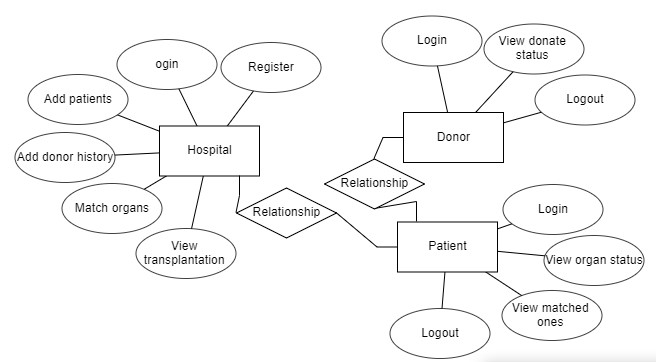 Login
View donate
status
ogin
Register
Add patients
Logout
Donor
Hospital
Add donor history
Relationship
Match organs
Relationship
Login
View
transplantation
Patient
View organ status
View matched
ones
Logout